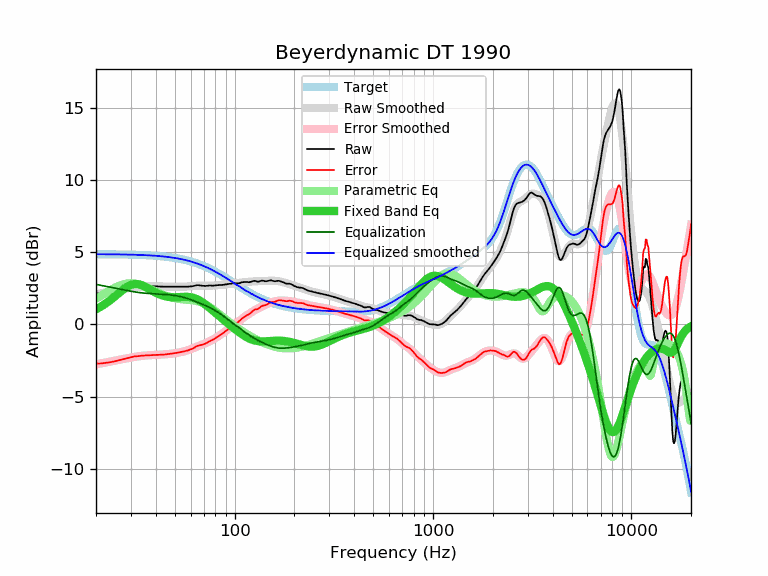 Beyerdynamic DT 1990
Target
Raw Smoothed
Error Smoothed
Raw
Error
Parametric Eq
Fixed Band Eq
Equalization
Equalized smoothed
Amplitude (dBr)
15
10
5
0
−5
−10
100
1000
10000
Frequency (Hz)